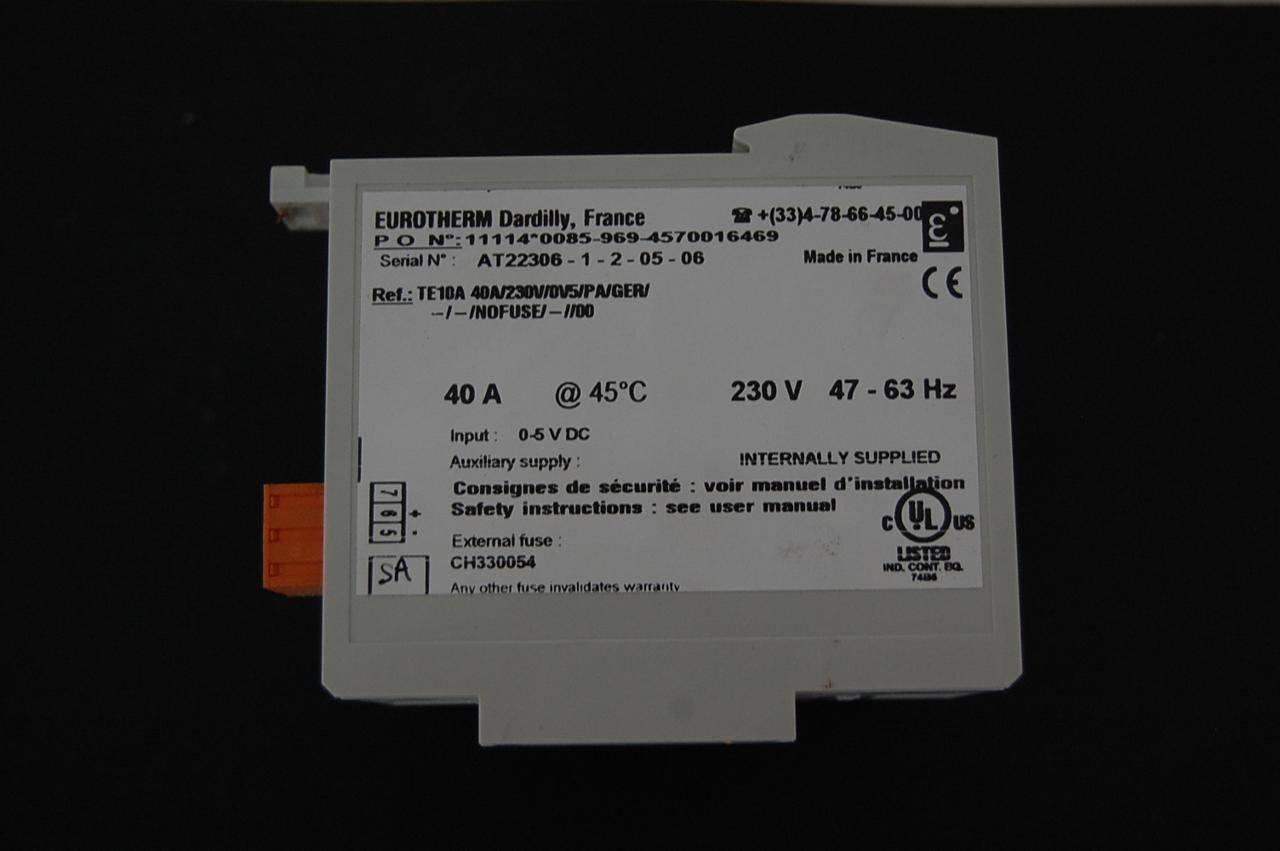 EUROTHERM Dardilly, France ☎ +(33)4-78-66-45-00
P O N°: 11114*0085-969-4570016469
Serial N° : AT22306 - 1 - 2 - 05 - 06 Made in France
CE
Ref.: TE10A 40A/230V/0V5/PA/GER/
-/-/NOFUSE/-//00
40 A @ 45°C 230 V 47 - 63 Hz
Input : 0-5 V DC
Auxiliary supply : INTERNALLY SUPPLIED
Consignes de sécurité : voir manuel d'installation
Safety instructions : see user manual
7
6 +
5 -
C UL US
LISTED
IND. CONT. EQ.
External fuse :
CH330054
SA
Any other fuse invalidates warranty